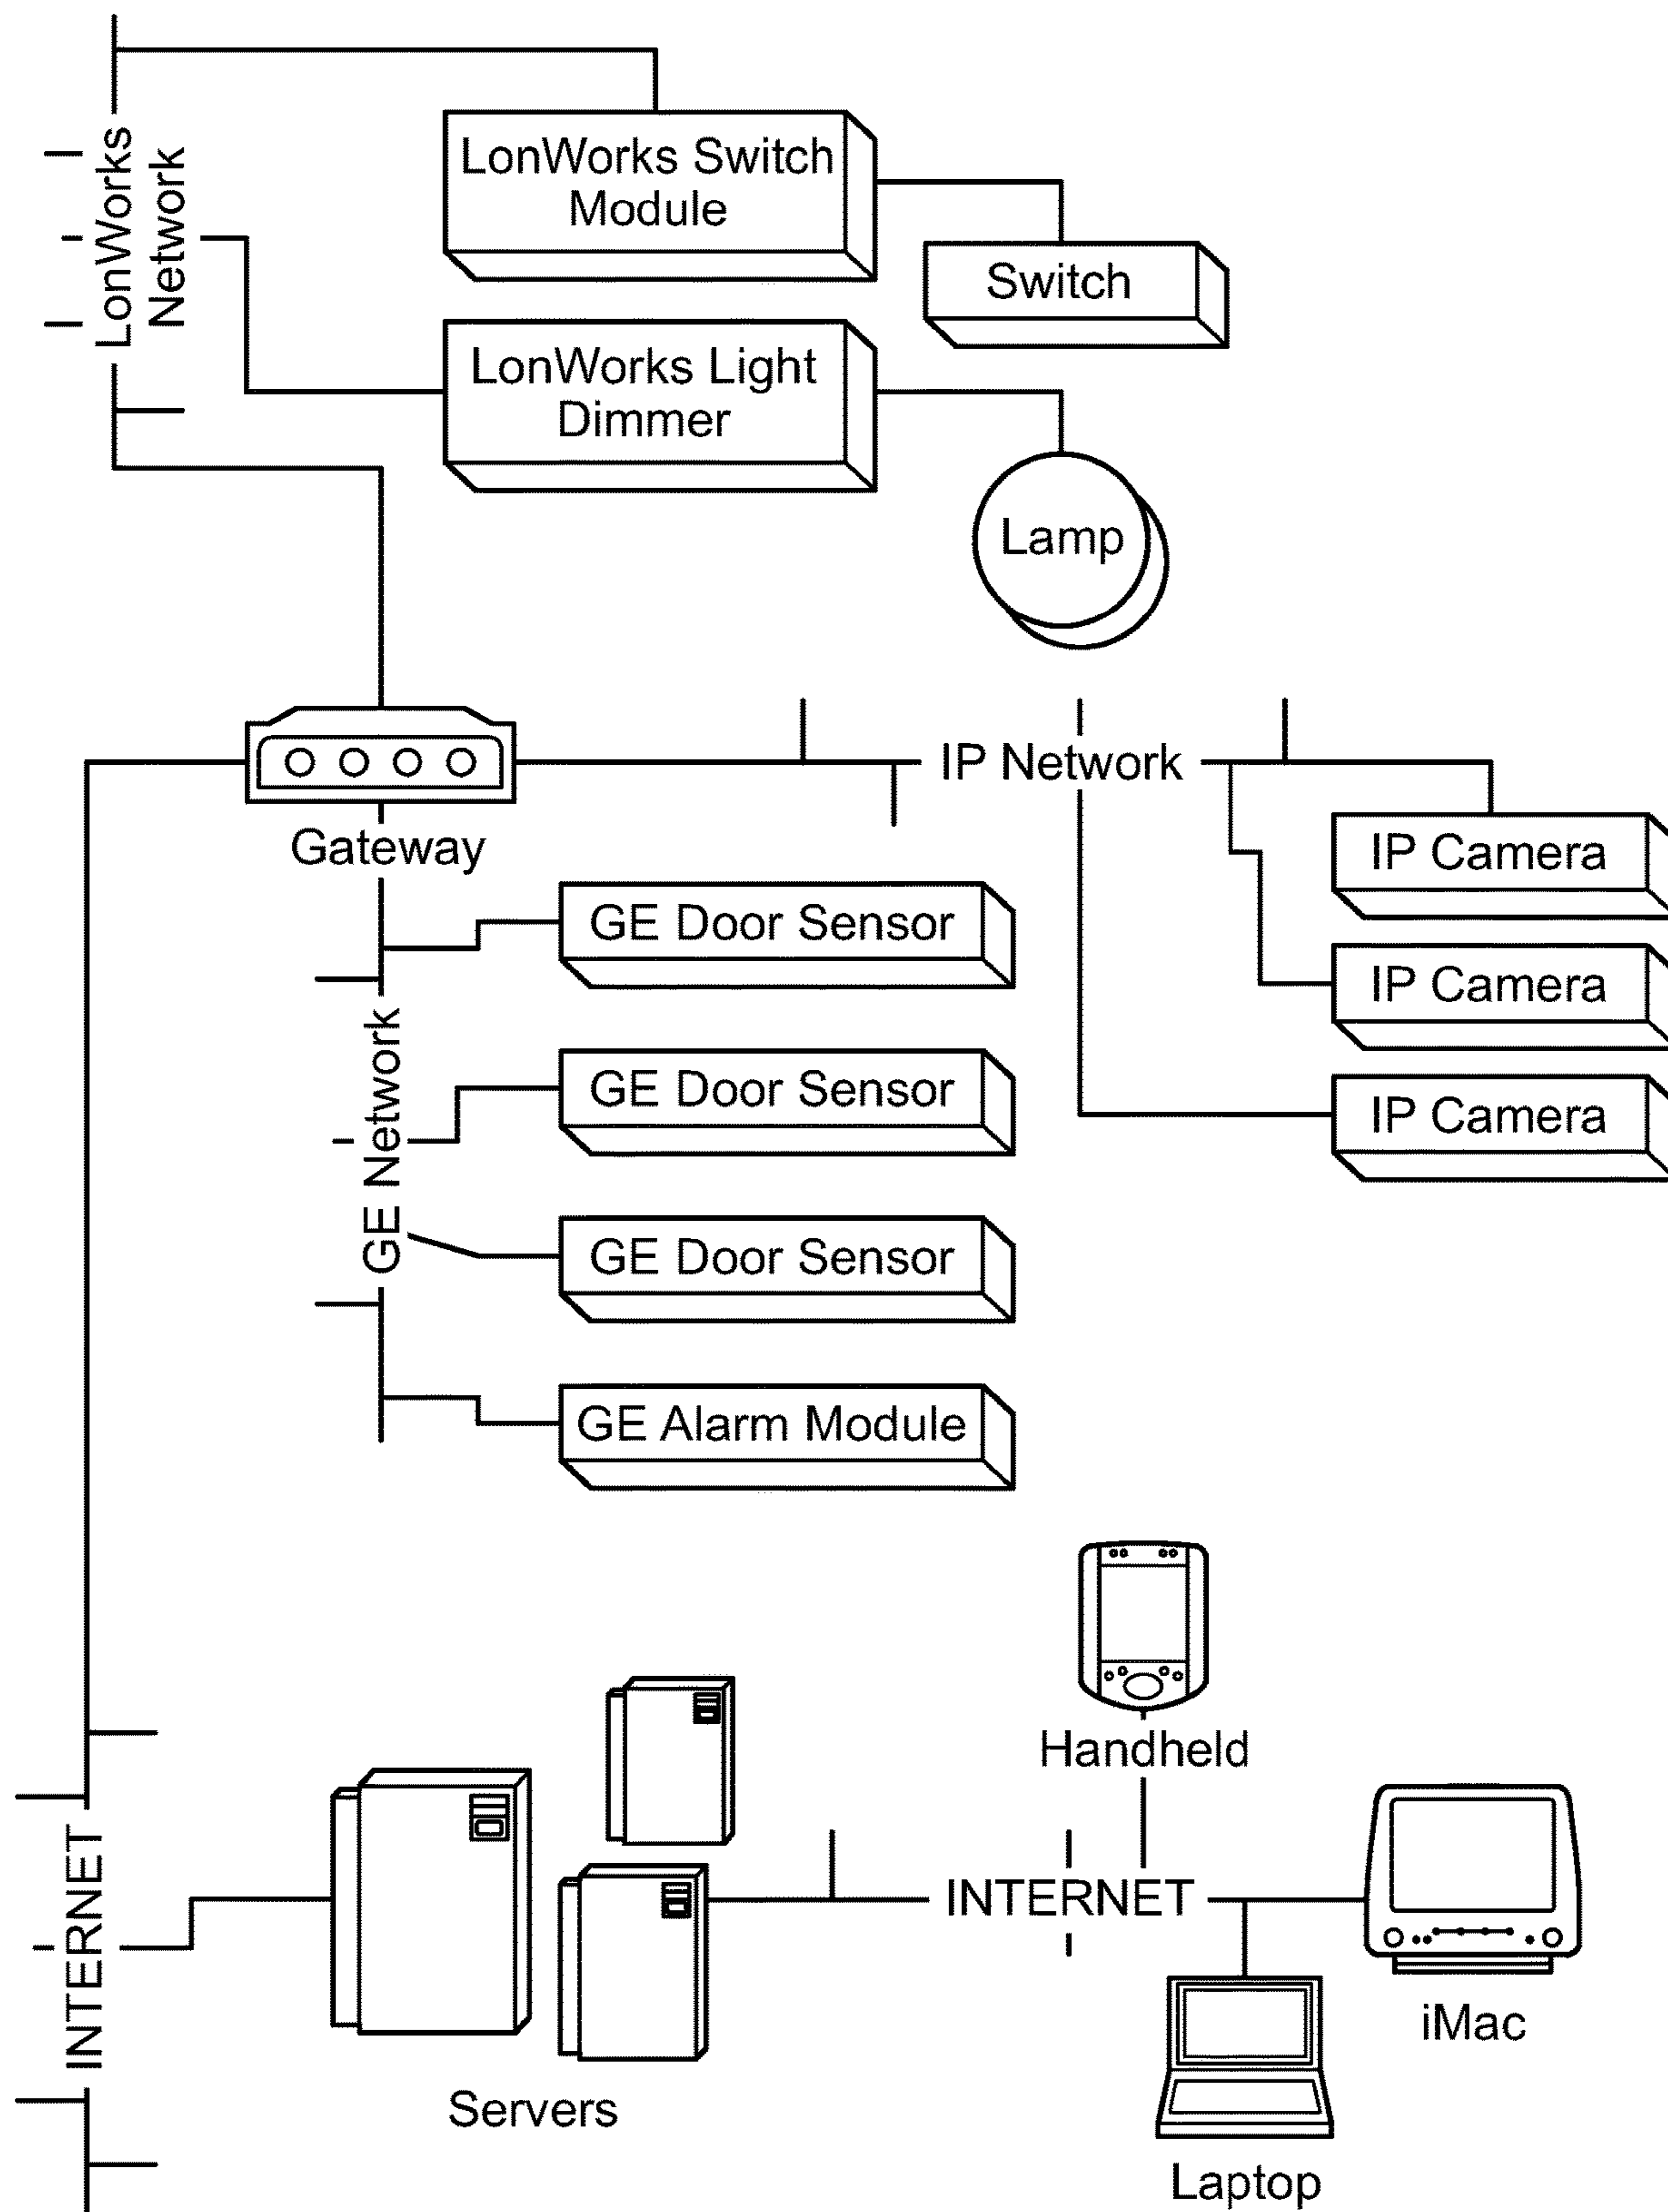 LonWorks
Network
LonWorks Switch
Module
Switch
LonWorks Light
Dimmer
Lamp
IP Network
Gateway
IP Camera
IP Camera
IP Camera
GE Door Sensor
GE Network
GE Door Sensor
GE Door Sensor
GE Alarm Module
Handheld
INTERNET
INTERNET
iMac
Servers
Laptop